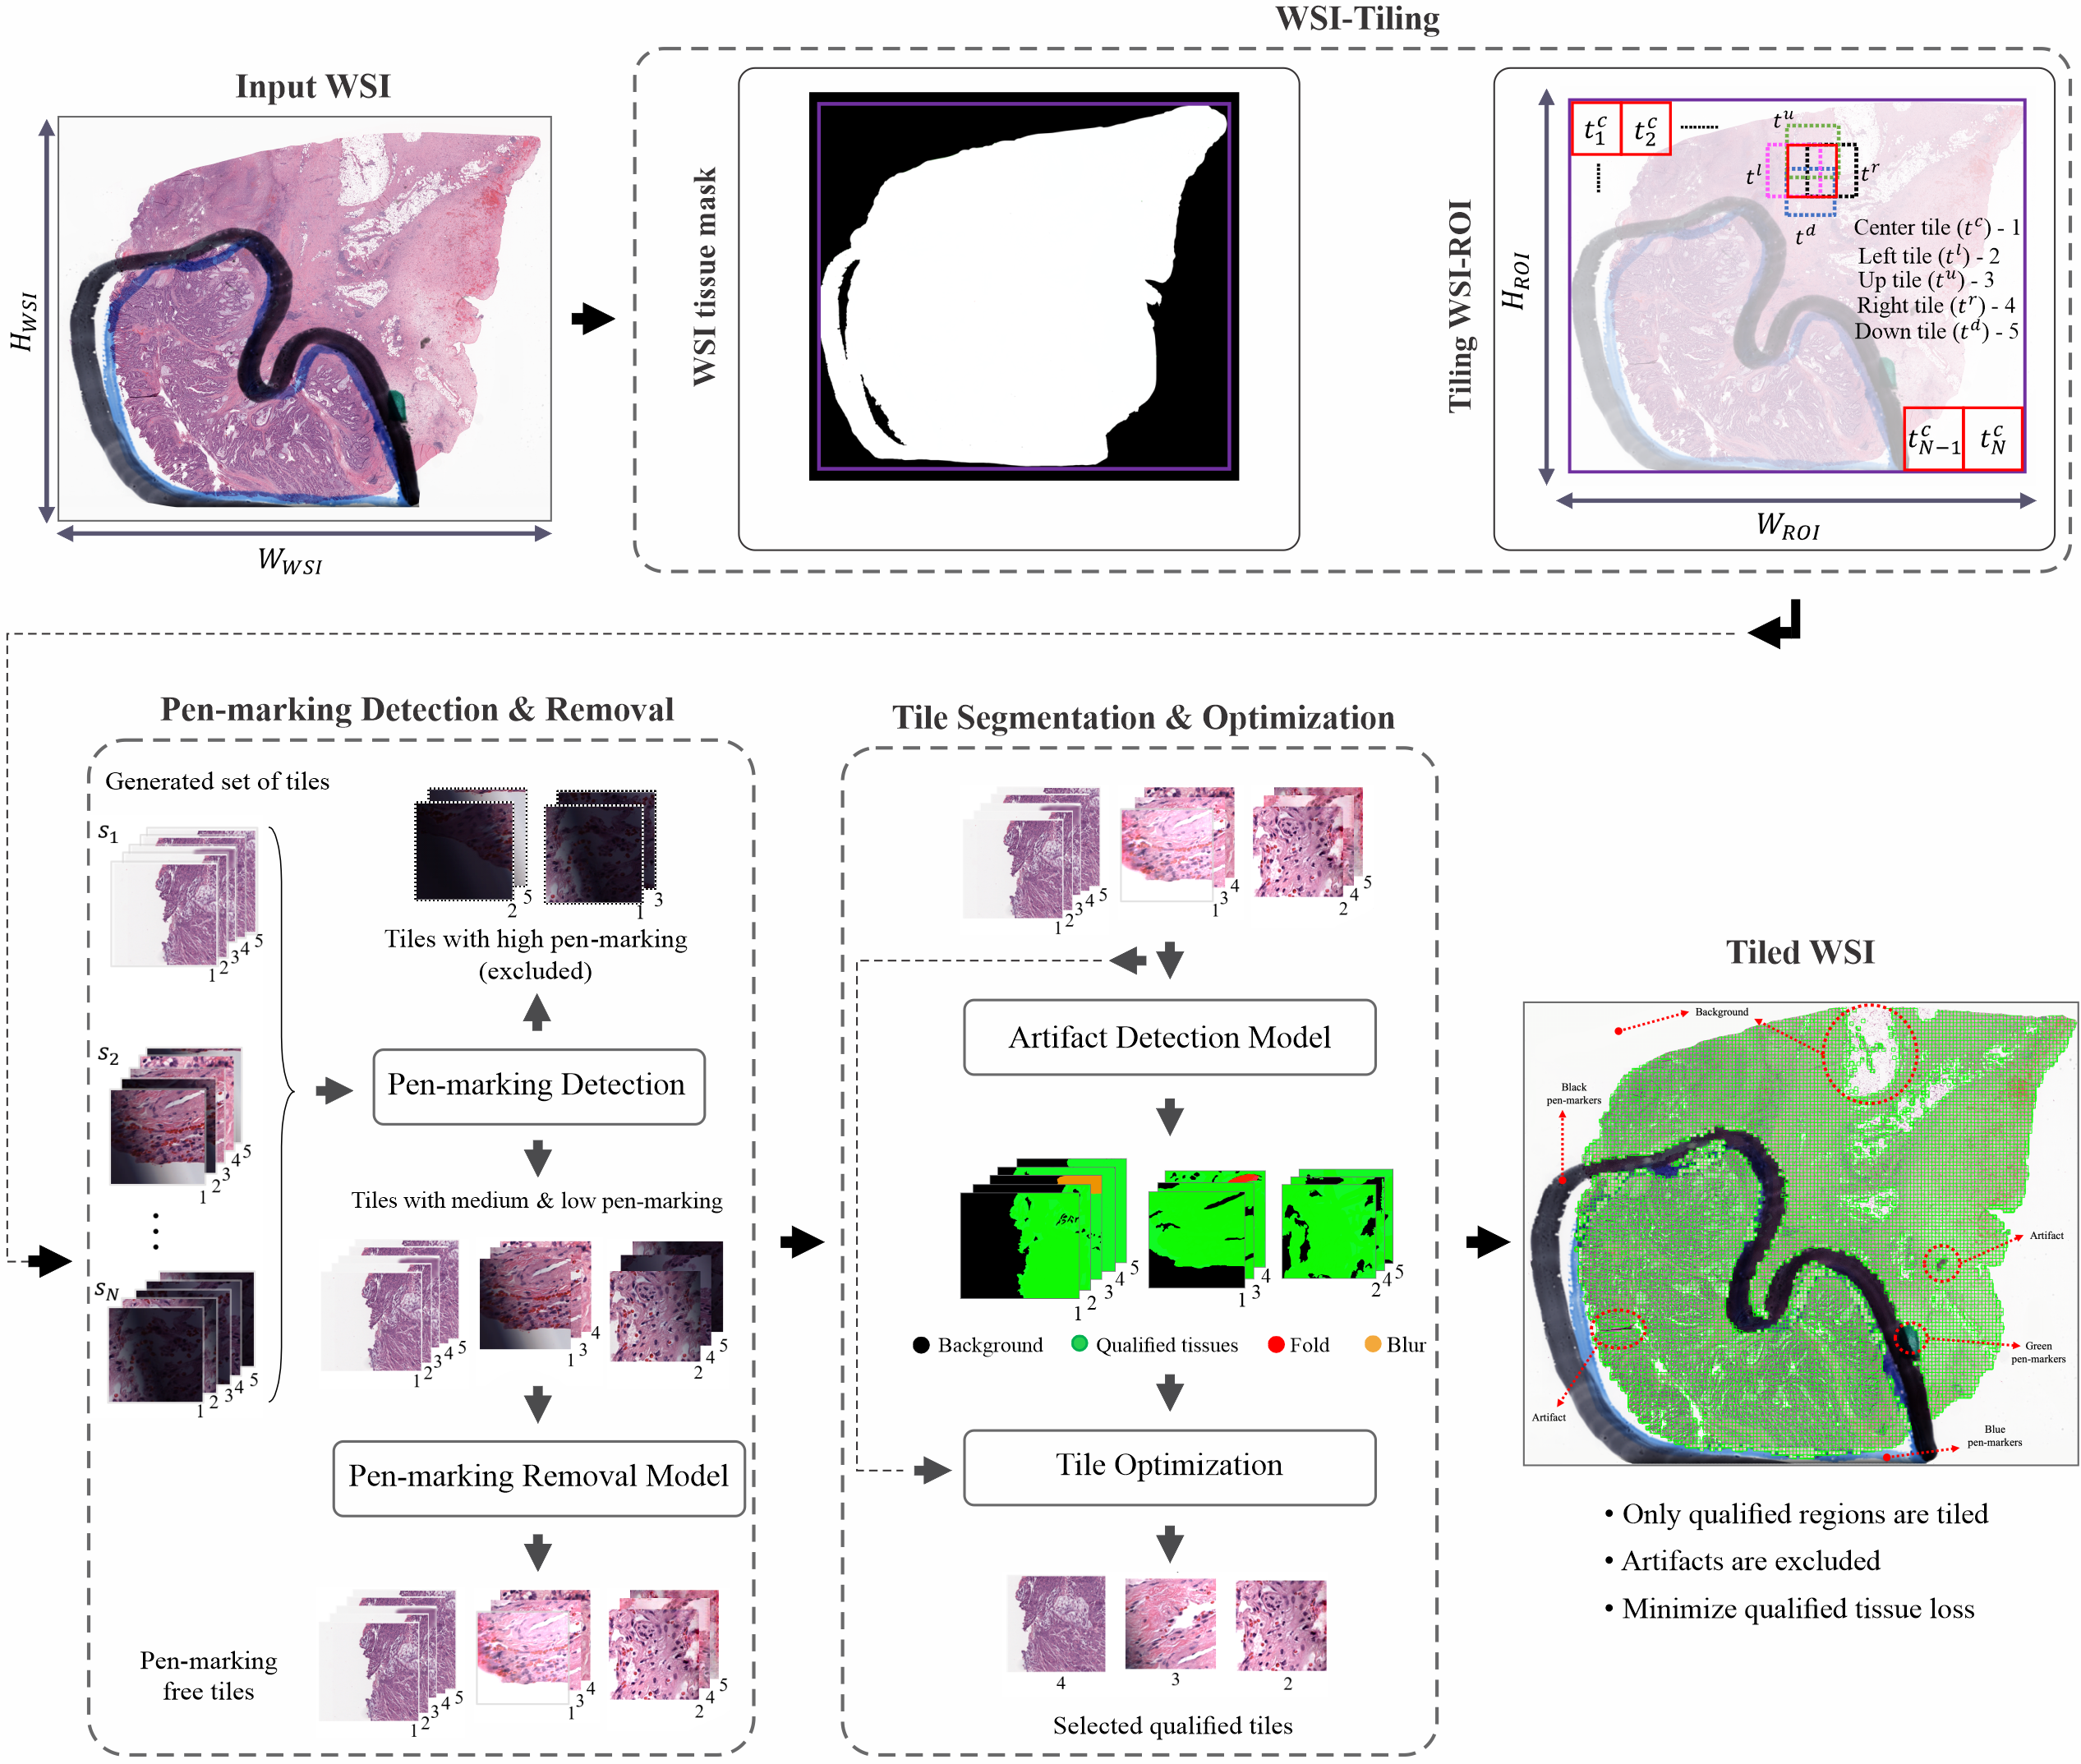 WSI-Tiling
Input WSI
H_WSI
W_WSI
WSI tissue mask
Tiling WSI-ROI
H_ROI
W_ROI
t_1^c t_2^c
t^u
t^l
t^r
t^d
Center tile (t^c) - 1
Left tile (t^l) - 2
Up tile (t^u) - 3
Right tile (t^r) - 4
Down tile (t^d) - 5
t_{N-1}^c t_N^c
Pen-marking Detection & Removal
Generated set of tiles
S_1
1 2 3 4 5
S_2
1 2 3 4 5
S_N
1 2 3 4 5
2 5
1 3
Tiles with high pen-marking
(excluded)
Pen-marking Detection
Tiles with medium & low pen-marking
1 2 3 4 5
1 3 4
2 4 5
Pen-marking Removal Model
Pen-marking
free tiles
1 2 3 4 5
1 3 4
2 4 5
Tile Segmentation & Optimization
1 2 3 4 5
1 3 4
2 4 5
Artifact Detection Model
1 2 3 4 5
1 3 4
2 4 5
Background
Qualified tissues
Fold
Blur
Tile Optimization
4
3
2
Selected qualified tiles
Tiled WSI
Background
Black
pen-markers
Artifact
Green
pen-markers
Artifact
Blue
pen-markers
• Only qualified regions are tiled
• Artifacts are excluded
• Minimize qualified tissue loss